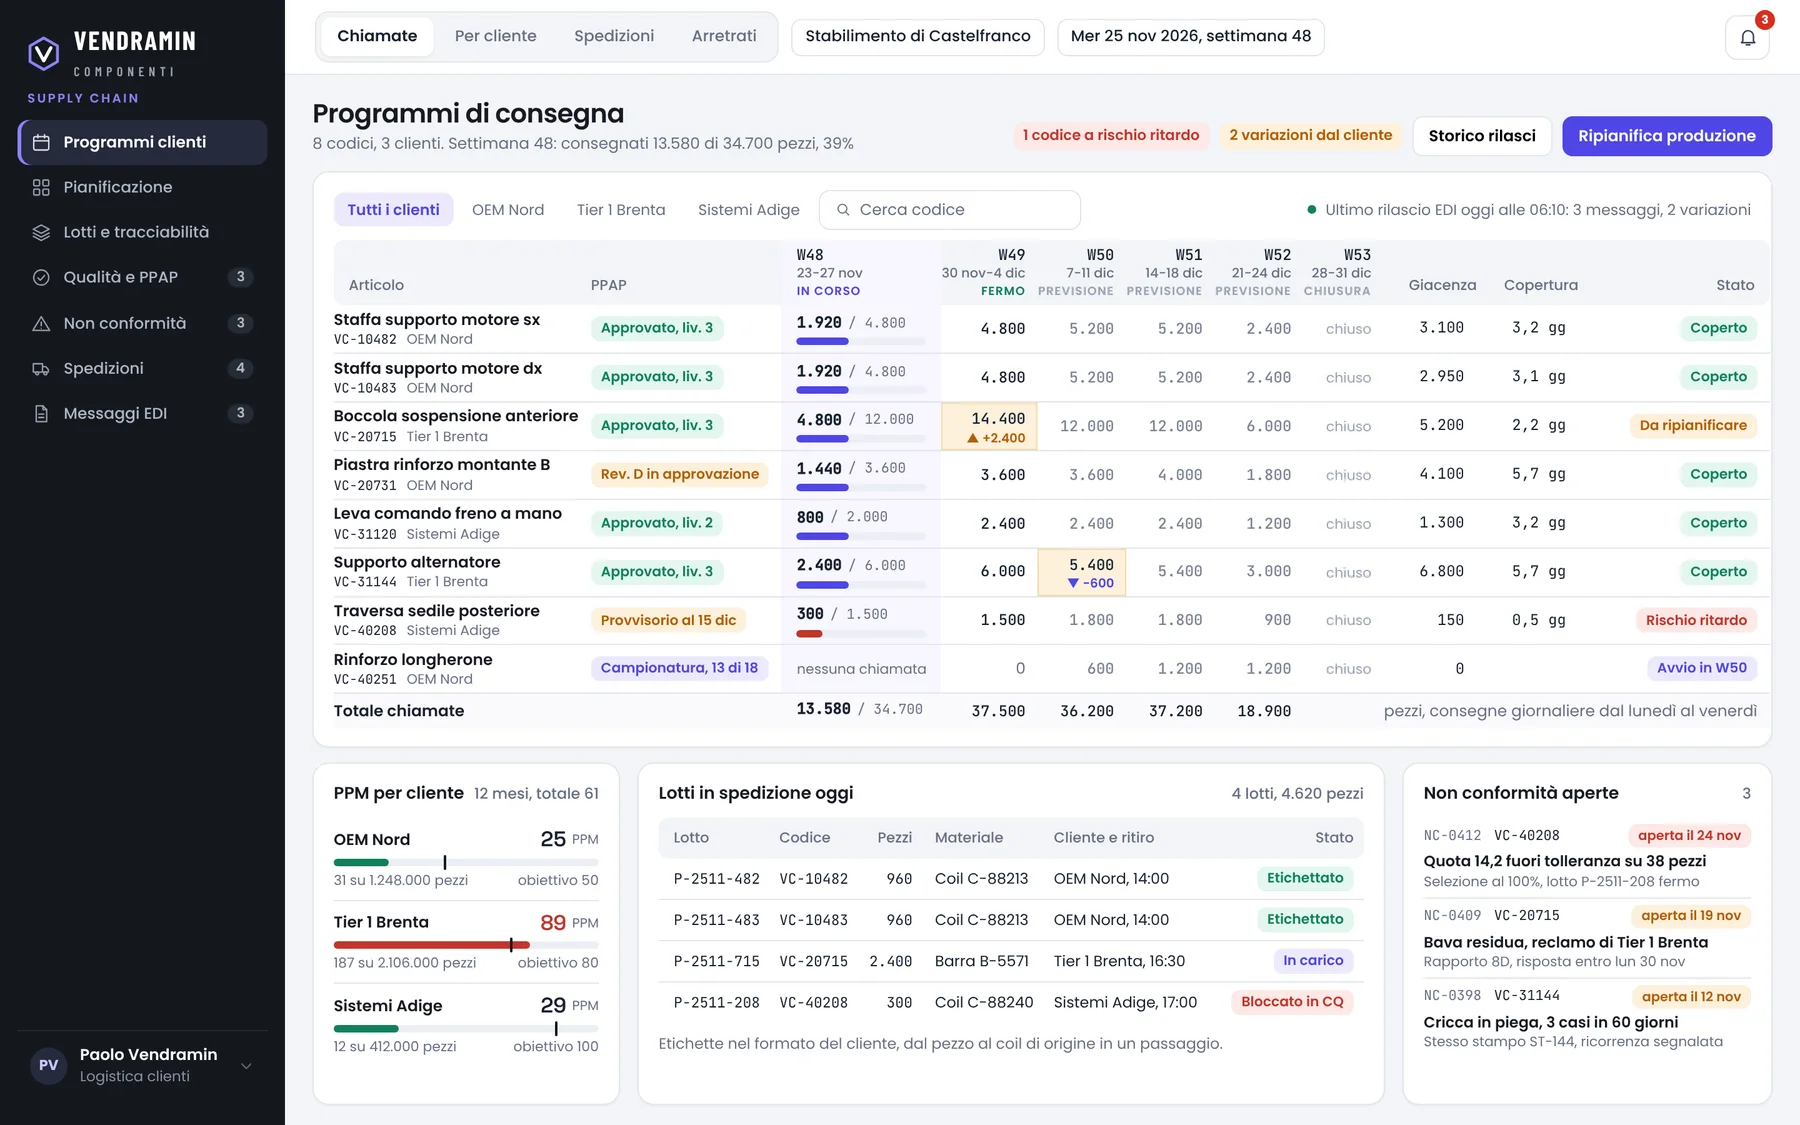 VENDRAMIN
COMPONENTI
SUPPLY CHAIN
Programmi clienti
Pianificazione
Lotti e tracciabilità
Qualità e PPAP 3
Non conformità 3
Spedizioni 4
Messaggi EDI 3
PV
Paolo Vendramin
Logistica clienti
Chiamate Per cliente Spedizioni Arretrati
Stabilimento di Castelfranco
Mer 25 nov 2026, settimana 48
3
Programmi di consegna
8 codici, 3 clienti. Settimana 48: consegnati 13.580 di 34.700 pezzi, 39%
1 codice a rischio ritardo
2 variazioni dal cliente
Storico rilasci
Ripianifica produzione
Tutti i clienti OEM Nord Tier 1 Brenta Sistemi Adige Cerca codice
Ultimo rilascio EDI oggi alle 06:10: 3 messaggi, 2 variazioni
W48 W49 W50 W51 W52 W53
23-27 nov 30 nov-4 dic 7-11 dic 14-18 dic 21-24 dic 28-31 dic
Articolo PPAP IN CORSO FERMO PREVISIONE PREVISIONE PREVISIONE CHIUSURA Giacenza Copertura Stato
Staffa supporto motore sx
VC-10482 OEM Nord
Approvato, liv. 3 1.920 / 4.800 4.800 5.200 5.200 2.400 chiuso 3.100 3,2 gg Coperto
Staffa supporto motore dx
VC-10483 OEM Nord
Approvato, liv. 3 1.920 / 4.800 4.800 5.200 5.200 2.400 chiuso 2.950 3,1 gg Coperto
Boccola sospensione anteriore
VC-20715 Tier 1 Brenta
Approvato, liv. 3 4.800 / 12.000 14.400 ▲ +2.400 12.000 12.000 6.000 chiuso 5.200 2,2 gg Da ripianificare
Piastra rinforzo montante B
VC-20731 OEM Nord
Rev. D in approvazione 1.440 / 3.600 3.600 3.600 4.000 1.800 chiuso 4.100 5,7 gg Coperto
Leva comando freno a mano
VC-31120 Sistemi Adige
Approvato, liv. 2 800 / 2.000 2.400 2.400 2.400 1.200 chiuso 1.300 3,2 gg Coperto
Supporto alternatore
VC-31144 Tier 1 Brenta
Approvato, liv. 3 2.400 / 6.000 6.000 5.400 ▼ -600 5.400 3.000 chiuso 6.800 5,7 gg Coperto
Traversa sedile posteriore
VC-40208 Sistemi Adige
Provvisorio al 15 dic 300 / 1.500 1.500 1.800 1.800 900 chiuso 150 0,5 gg Rischio ritardo
Rinforzo longherone
VC-40251 OEM Nord
Campionatura, 13 di 18 nessuna chiamata 0 600 1.200 1.200 chiuso 0 Avvio in W50
Totale chiamate 13.580 / 34.700 37.500 36.200 37.200 18.900 pezzi, consegne giornaliere dal lunedì al venerdì
PPM per cliente 12 mesi, totale 61
OEM Nord 25 PPM
31 su 1.248.000 pezzi obiettivo 50
Tier 1 Brenta 89 PPM
187 su 2.106.000 pezzi obiettivo 80
Sistemi Adige 29 PPM
12 su 412.000 pezzi obiettivo 100
Lotti in spedizione oggi 4 lotti, 4.620 pezzi
Lotto Codice Pezzi Materiale Cliente e ritiro Stato
P-2511-482 VC-10482 960 Coil C-88213 OEM Nord, 14:00 Etichettato
P-2511-483 VC-10483 960 Coil C-88213 OEM Nord, 14:00 Etichettato
P-2511-715 VC-20715 2.400 Barra B-5571 Tier 1 Brenta, 16:30 In carico
P-2511-208 VC-40208 300 Coil C-88240 Sistemi Adige, 17:00 Bloccato in CQ
Etichette nel formato del cliente, dal pezzo al coil di origine in un passaggio.
Non conformità aperte 3
NC-0412 VC-40208 aperta il 24 nov
Quota 14,2 fuori tolleranza su 38 pezzi
Selezione al 100%, lotto P-2511-208 fermo
NC-0409 VC-20715 aperta il 19 nov
Bava residua, reclamo di Tier 1 Brenta
Rapporto 8D, risposta entro lun 30 nov
NC-0398 VC-31144 aperta il 12 nov
Cricca in piega, 3 casi in 60 giorni
Stesso stampo ST-144, ricorrenza segnalata